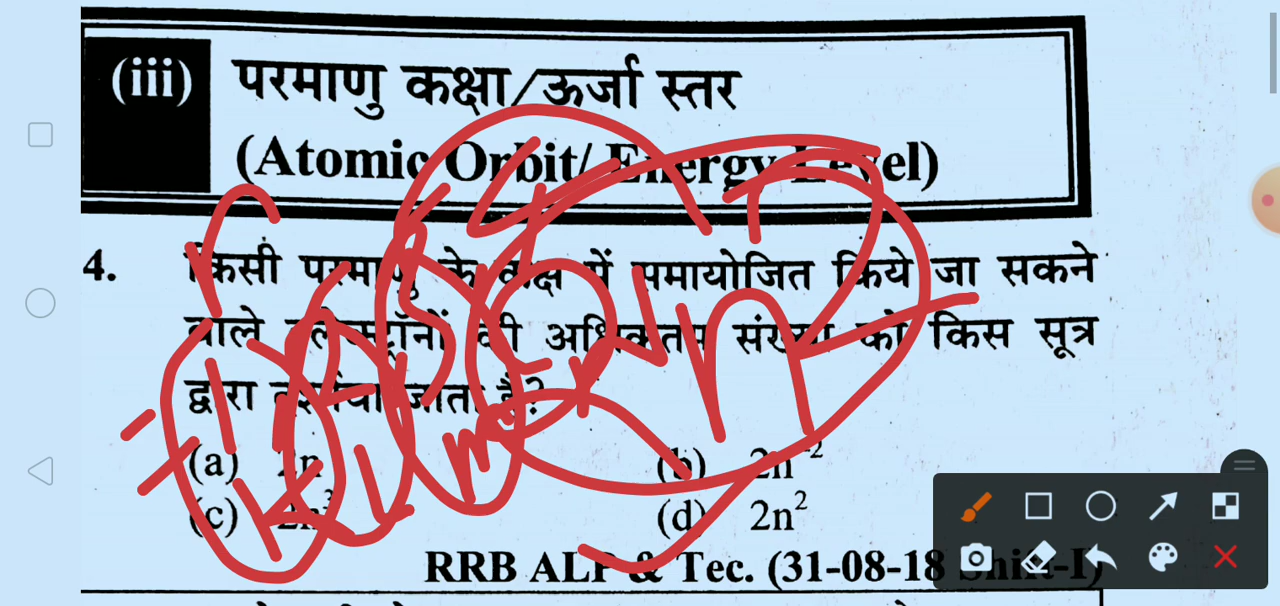 (iii) परमाणु कक्षा/ऊर्जा स्तर
(Atomic Orbit/ Energy Level)
4. किसी परमाणु के कक्ष में समायोजित किये जा सकने
वाले इलेक्ट्रॉनों की अधिकतम संख्या को किस सूत्र
द्वारा दर्शाया जाता है?
(a) 2n (b) 2n⁻²
(c) 2n³ (d) 2n²
RRB ALP & Tec. (31-08-18 Shift-I)